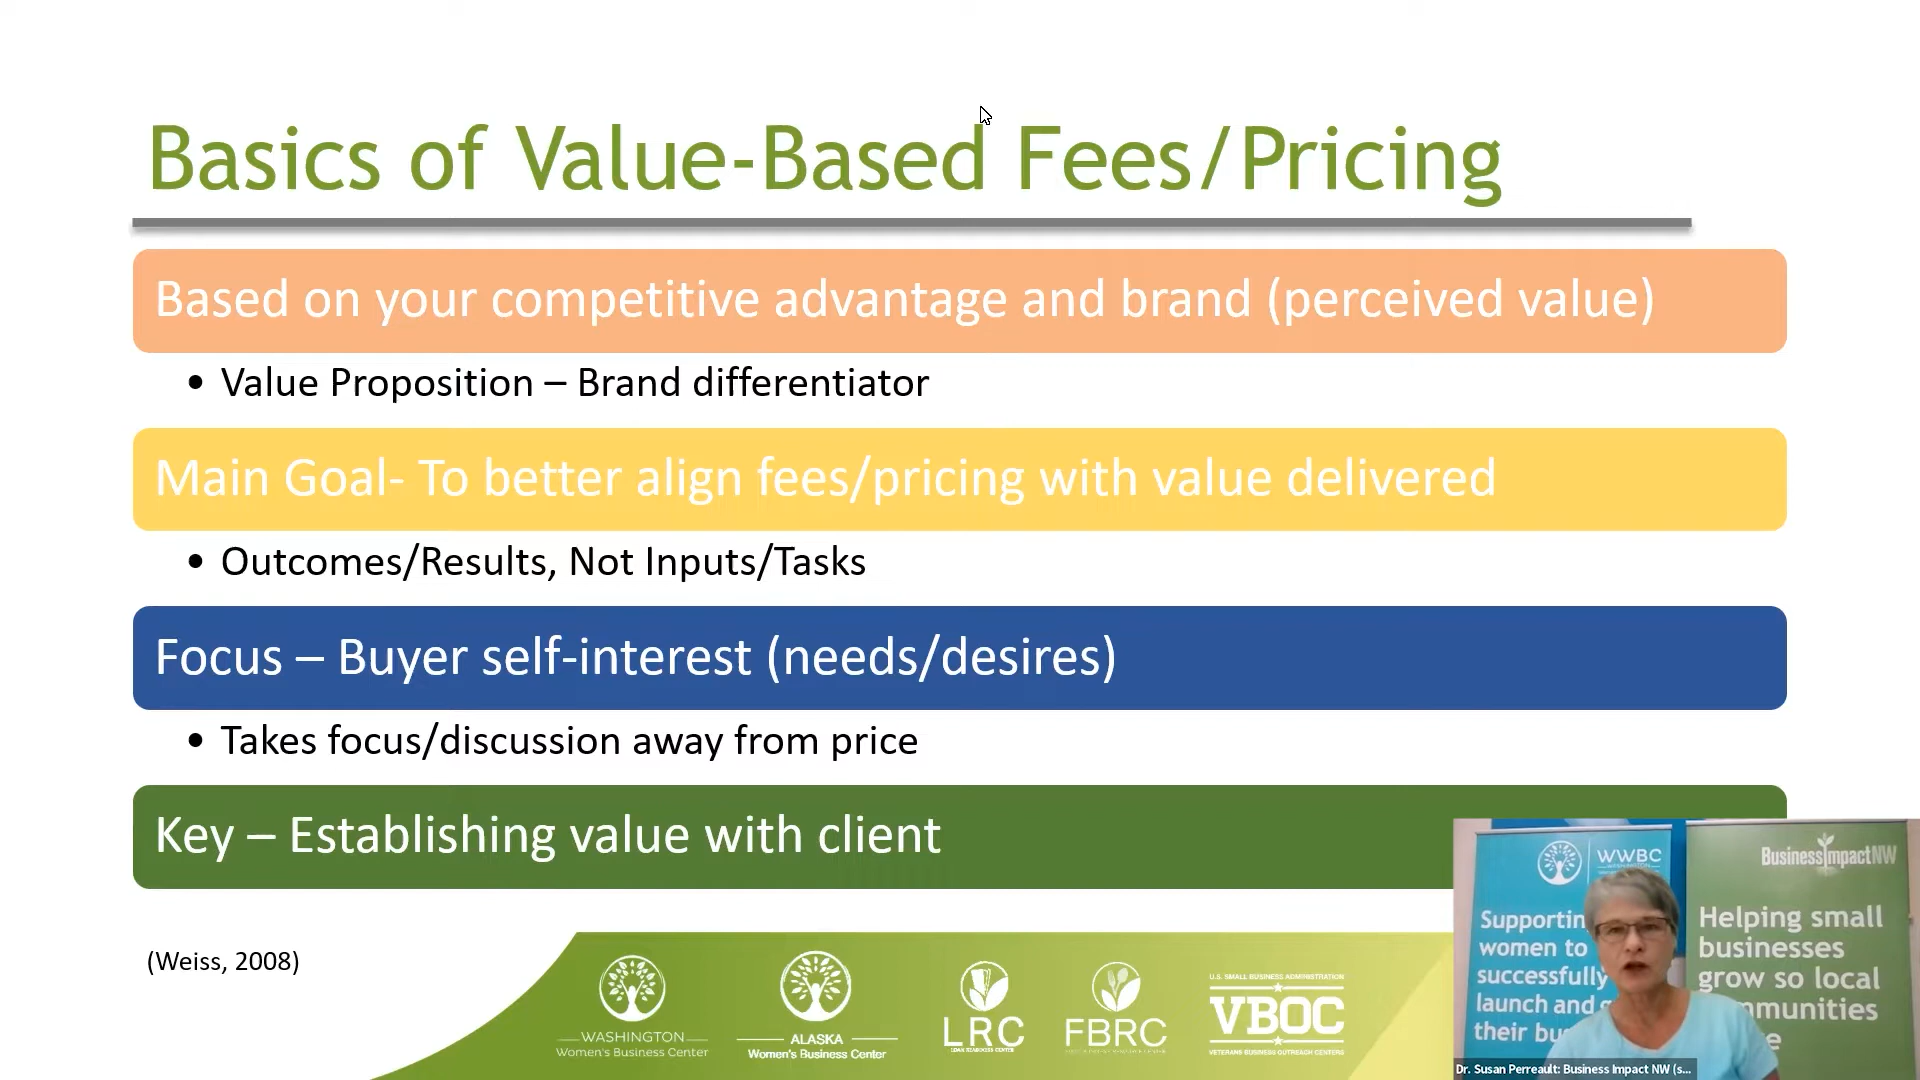 Basics of Value-Based Fees/Pricing
Based on your competitive advantage and brand (perceived value)
• Value Proposition – Brand differentiator
Main Goal- To better align fees/pricing with value delivered
• Outcomes/Results, Not Inputs/Tasks
Focus – Buyer self-interest (needs/desires)
• Takes focus/discussion away from price
Key – Establishing value with client
(Weiss, 2008)
WASHINGTON
Women's Business Center
ALASKA
Women's Business Center
LRC
FBRC
U.S. SMALL BUSINESS ADMINISTRATION
VBOC
VETERANS BUSINESS OUTREACH CENTERS
WWBC
WASHINGTON
Supportin
women to
successfully
launch and
their bu
BusinessImpactNW
Helping small
businesses
grow so local
mmunities
Dr. Susan Perreault: Business Impact NW (s...